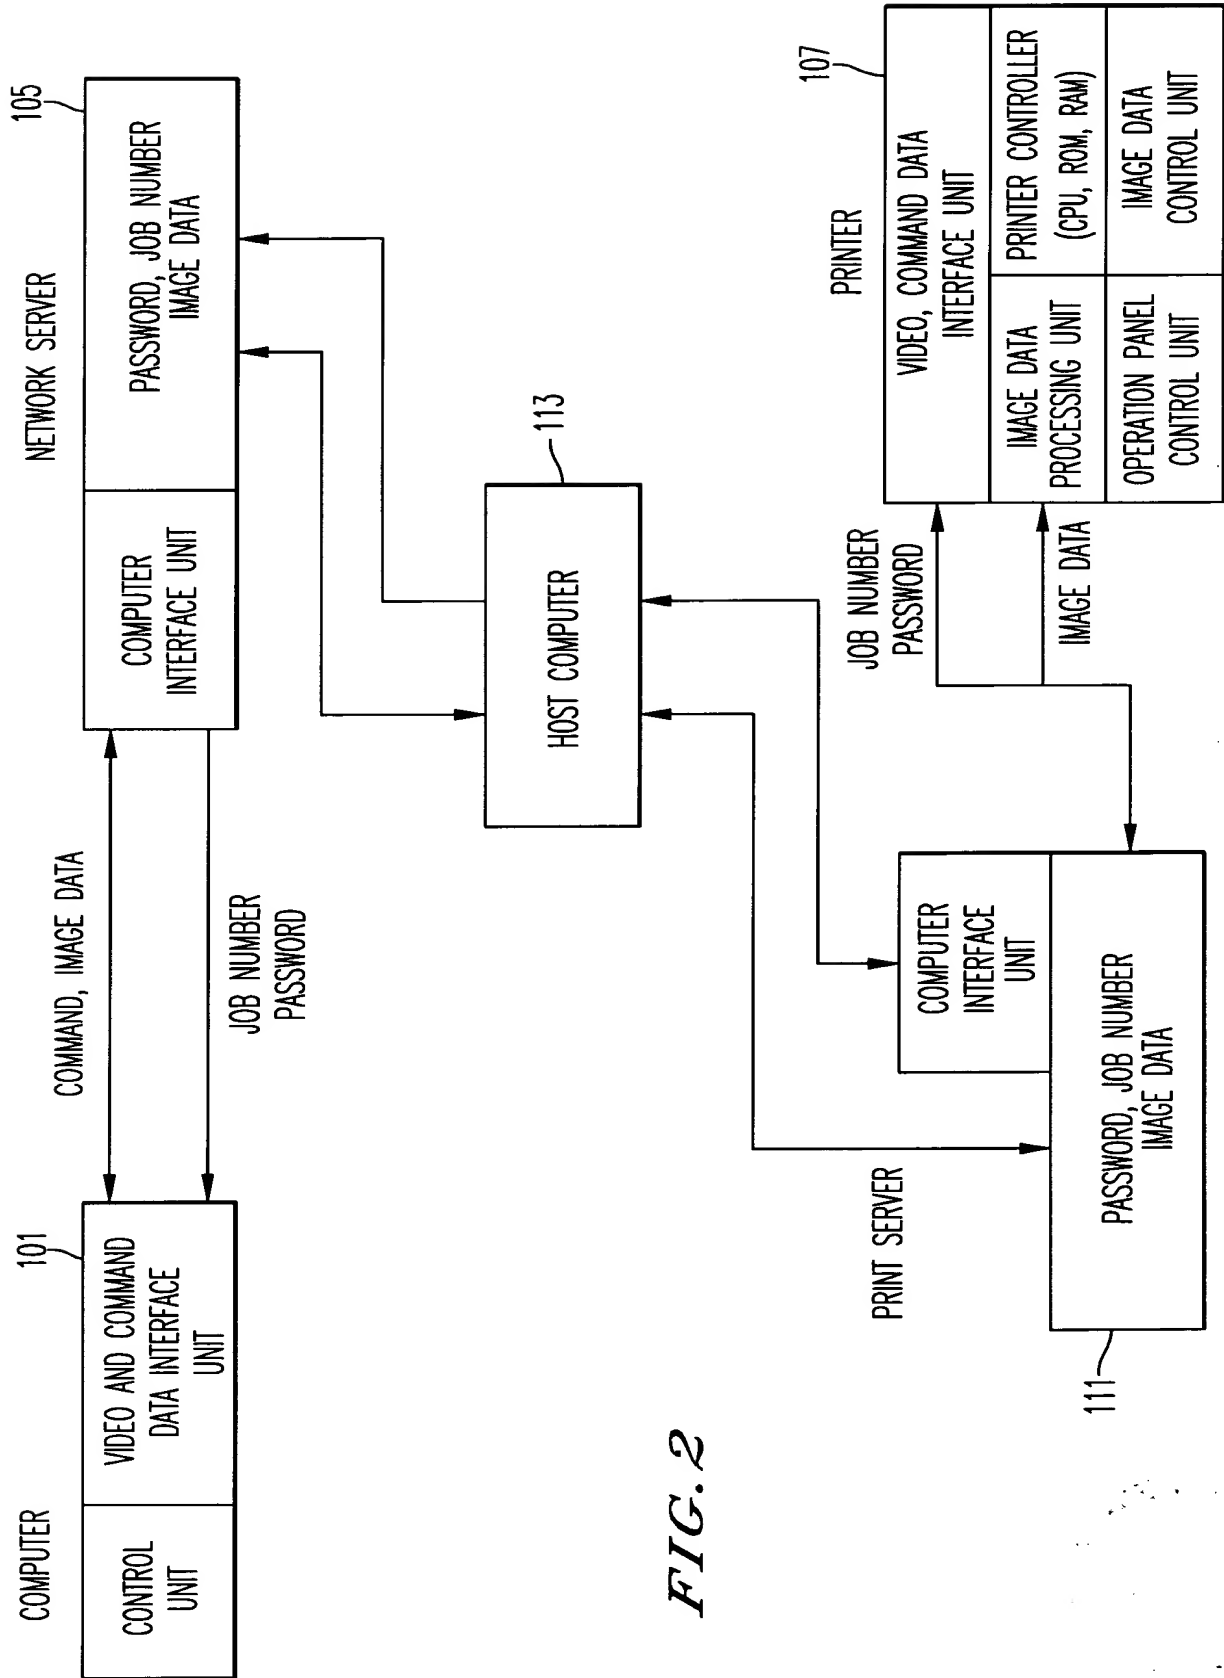 COMPUTER
101
CONTROL
UNIT
VIDEO AND COMMAND
DATA INTERFACE
UNIT
COMMAND, IMAGE DATA
JOB NUMBER
PASSWORD
NETWORK SERVER
105
COMPUTER
INTERFACE UNIT
PASSWORD, JOB NUMBER
IMAGE DATA
HOST COMPUTER
113
PRINT SERVER
COMPUTER
INTERFACE
UNIT
PASSWORD, JOB NUMBER
IMAGE DATA
111
JOB NUMBER
PASSWORD
IMAGE DATA
PRINTER
107
VIDEO, COMMAND DATA
INTERFACE UNIT
IMAGE DATA
PROCESSING UNIT
PRINTER CONTROLLER
(CPU, ROM, RAM)
OPERATION PANEL
CONTROL UNIT
IMAGE DATA
CONTROL UNIT
FIG. 2